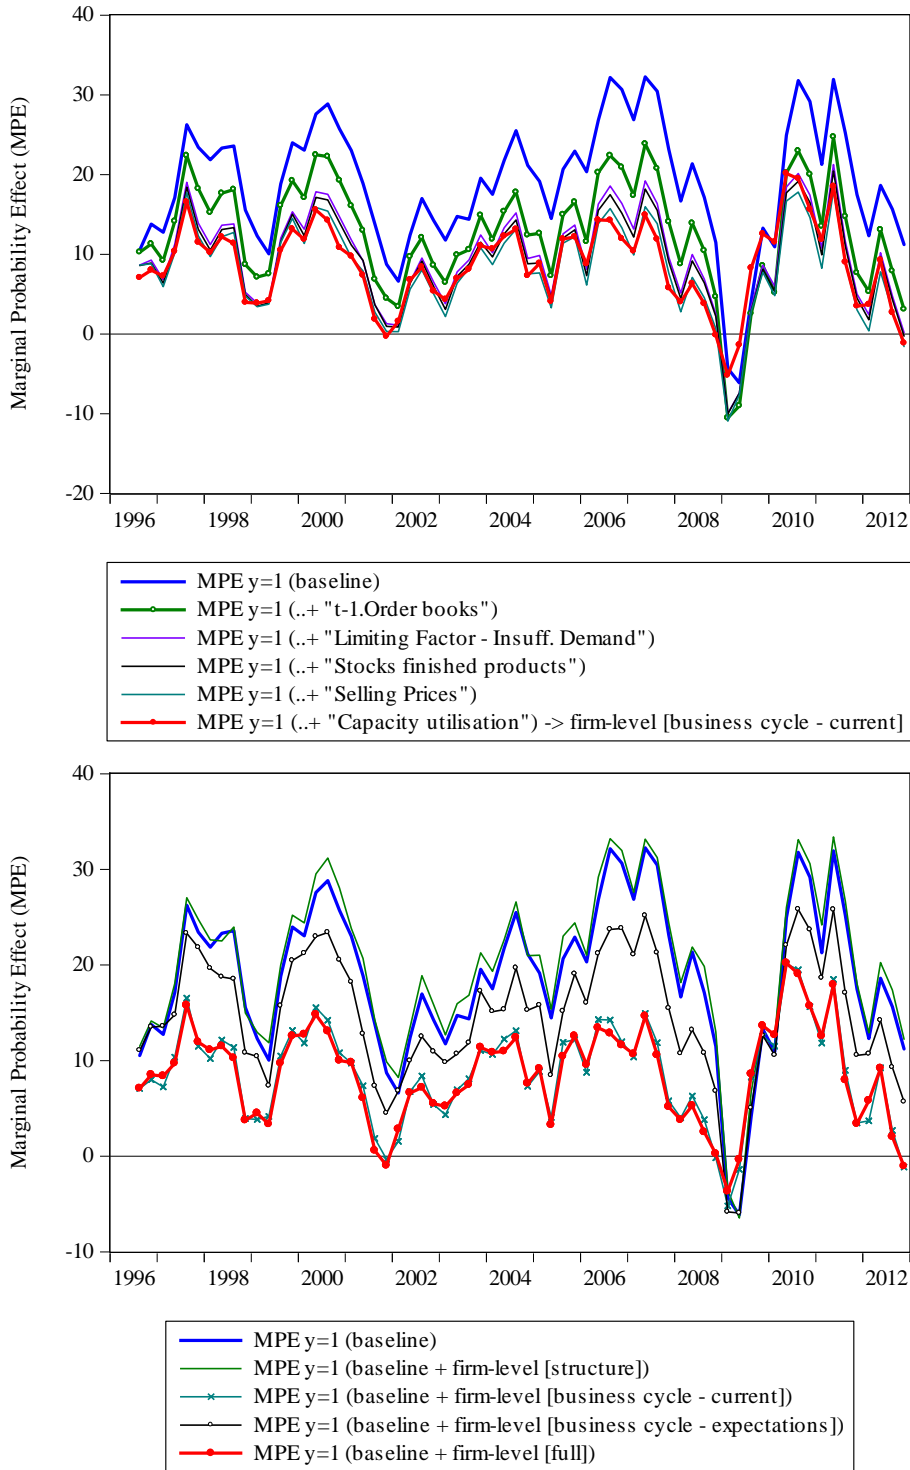 40
30
20
10
0
-10
-20
Marginal Probability Effect (MPE)
1996 1998 2000 2002 2004 2006 2008 2010 2012
MPE y=1 (baseline)
MPE y=1 (..+ "t-1.Order books")
MPE y=1 (..+ "Limiting Factor - Insuff. Demand")
MPE y=1 (..+ "Stocks finished products")
MPE y=1 (..+ "Selling Prices")
MPE y=1 (..+ "Capacity utilisation") -> firm-level [business cycle - current]
40
30
20
10
0
-10
Marginal Probability Effect (MPE)
1996 1998 2000 2002 2004 2006 2008 2010 2012
MPE y=1 (baseline)
MPE y=1 (baseline + firm-level [structure])
MPE y=1 (baseline + firm-level [business cycle - current])
MPE y=1 (baseline + firm-level [business cycle - expectations])
MPE y=1 (baseline + firm-level [full])